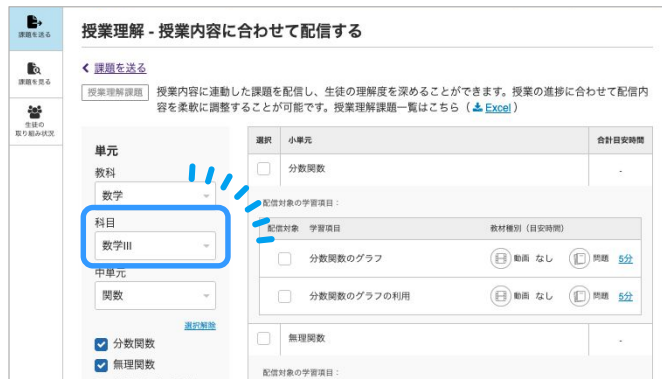 課題を送る
課題を見る
生徒の
取り組み状況
授業理解 - 授業内容に合わせて配信する
課題を送る
授業理解課題 授業内容に連動した課題を配信し、生徒の理解度を深めることができます。授業の進捗に合わせて配信内
容を柔軟に調整することが可能です。授業理解課題一覧はこちら（ Excel ）
単元
教科
数学
科目
数学III
中単元
関数
選択解除
分数関数
無理関数
選択 小単元 合計目安時間
分数関数 -
配信対象の学習項目：
配信対象 学習項目 教材種別（目安時間）
分数関数のグラフ 動画 なし 問題 5分
分数関数のグラフの利用 動画 なし 問題 5分
無理関数 -
配信対象の学習項目：